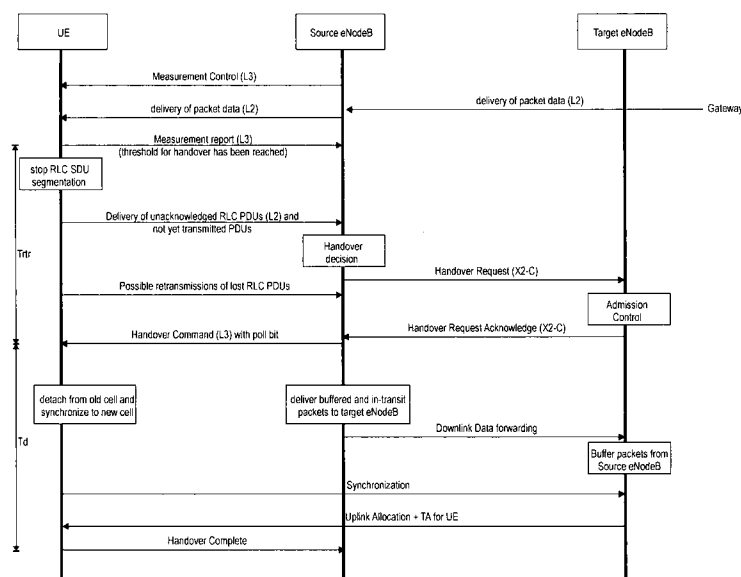 UE
Source eNodeB
Target eNodeB
Measurement Control (L3)
delivery of packet data (L2)
delivery of packet data (L2)
Gateway
Measurement report (L3)
(threshold for handover has been reached)
stop RLC SDU
segmentation
Delivery of unacknowledged RLC PDUs (L2) and
not yet transmitted PDUs
Handover
decision
Trtr
Handover Request (X2-C)
Possible retransmissions of lost RLC PDUs
Admission
Control
Handover Request Acknowledge (X2-C)
Handover Command (L3) with poll bit
detach from old cell and
synchronize to new cell
deliver buffered and in-transit
packets to target eNodeB
Td
Downlink Data forwarding
Buffer packets from
Source eNodeB
Synchronization
Uplink Allocation + TA for UE
Handover Complete